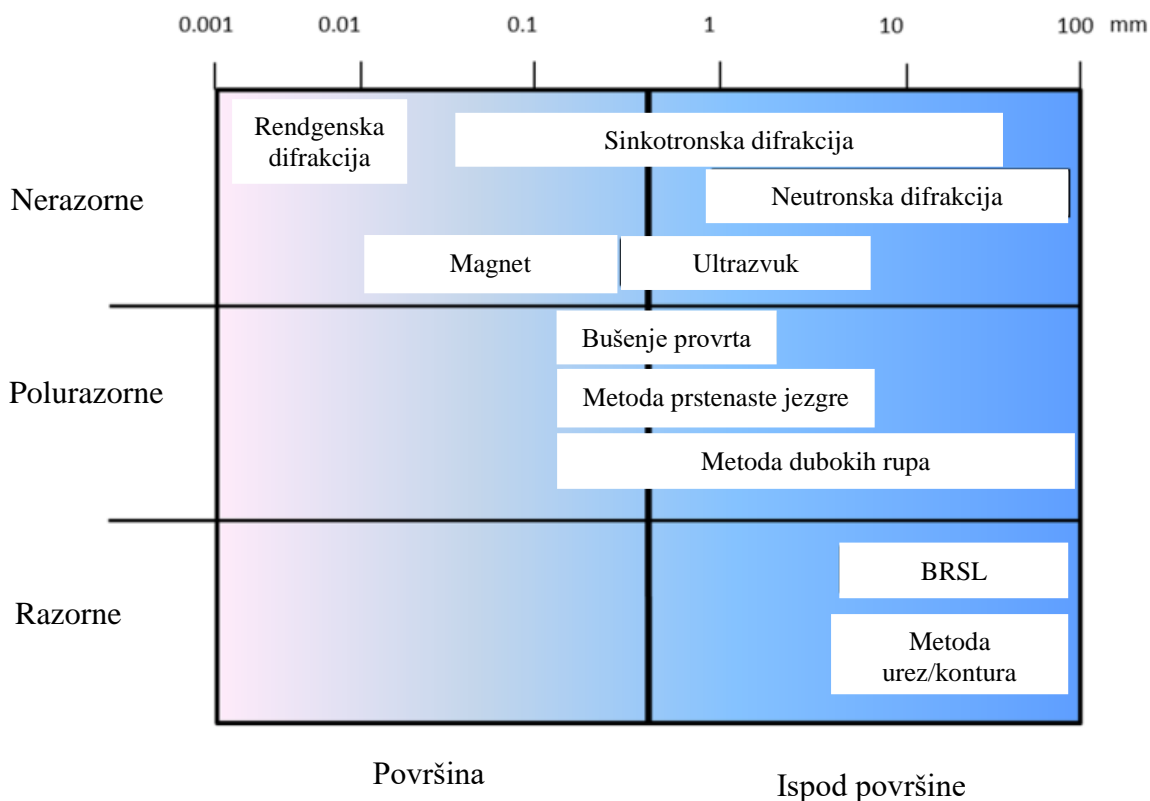 0.001 0.01 0.1 1 10 100 mm
Rendgenska
difrakcija
Sinkotronska difrakcija
Nerazorne
Neutronska difrakcija
Magnet
Ultrazvuk
Bušenje provrta
Polurazorne
Metoda prstenaste jezgre
Metoda dubokih rupa
BRSL
Razorne
Metoda
urez/kontura
Površina
Ispod površine